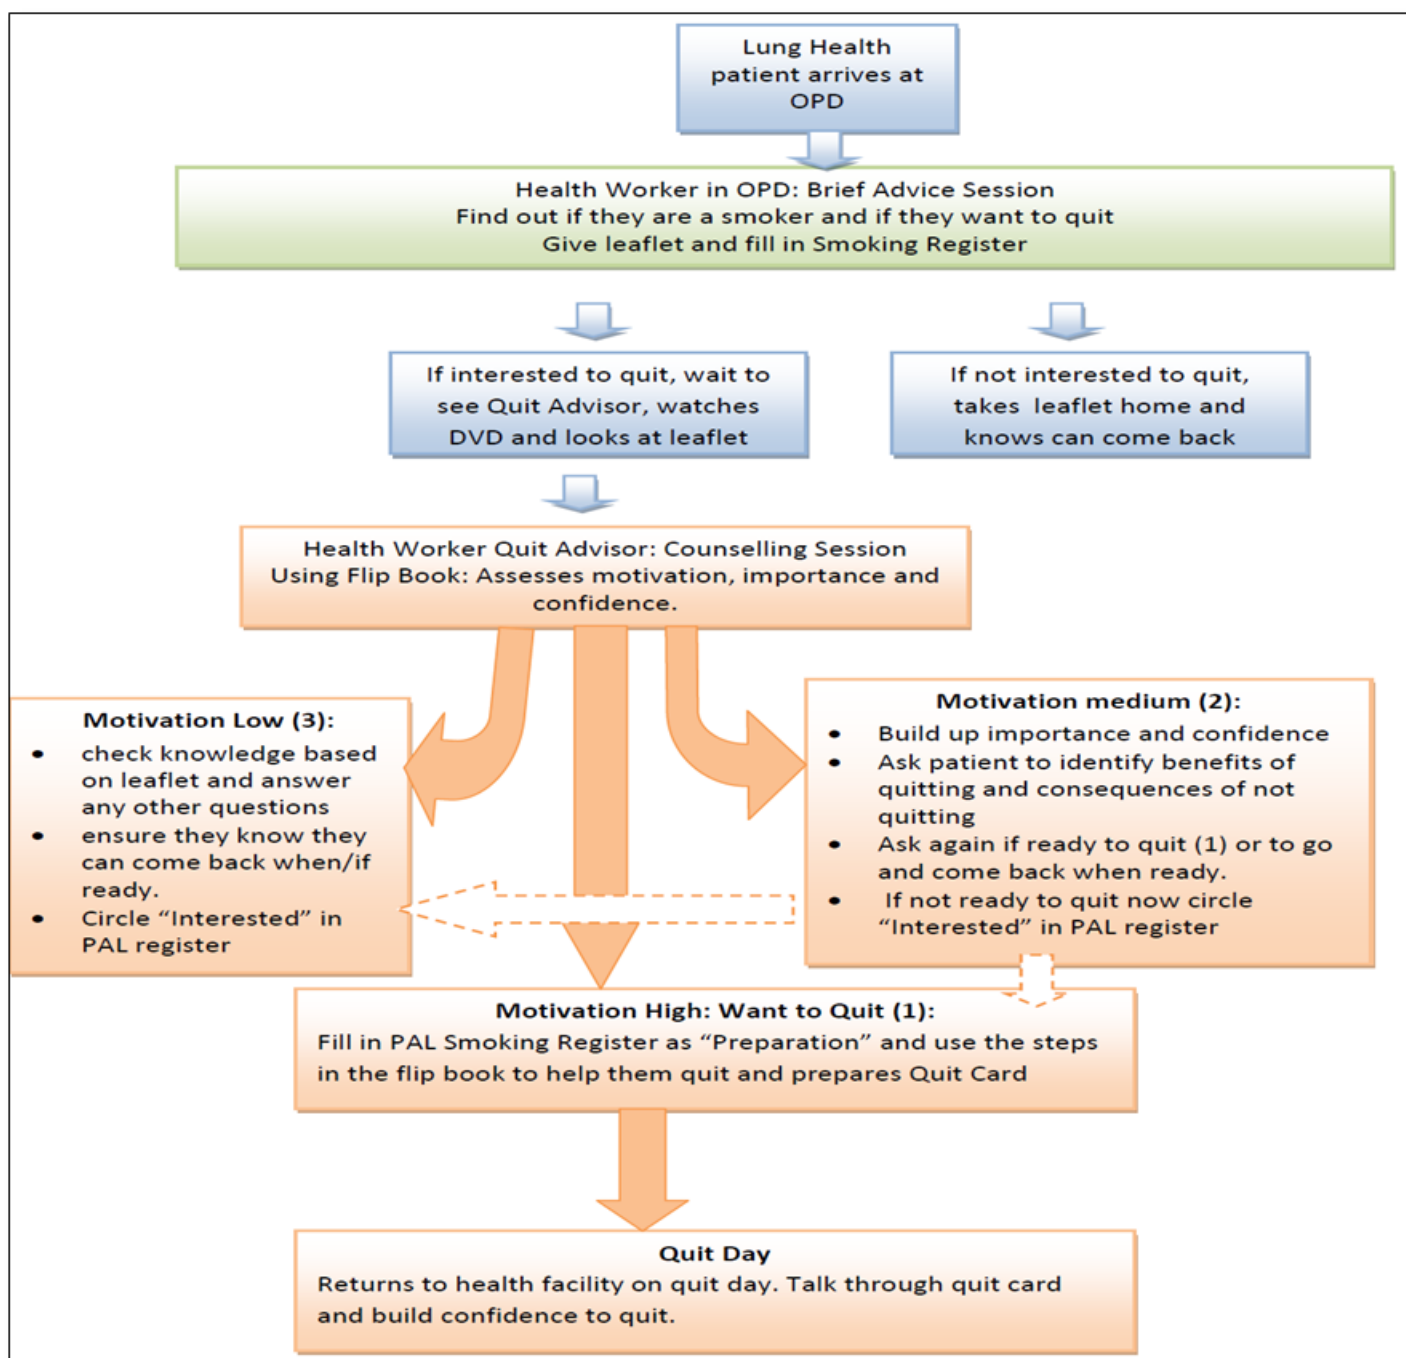 Lung Health
patient arrives at
OPD
Health Worker in OPD: Brief Advice Session
Find out if they are a smoker and if they want to quit
Give leaflet and fill in Smoking Register
If interested to quit, wait to
see Quit Advisor, watches
DVD and looks at leaflet
If not interested to quit,
takes leaflet home and
knows can come back
Health Worker Quit Advisor: Counselling Session
Using Flip Book: Assesses motivation, importance and
confidence.
Motivation Low (3):
• check knowledge based
on leaflet and answer
any other questions
• ensure they know they
can come back when/if
ready.
• Circle “Interested” in
PAL register
Motivation medium (2):
• Build up importance and confidence
• Ask patient to identify benefits of
quitting and consequences of not
quitting
• Ask again if ready to quit (1) or to go
and come back when ready.
• If not ready to quit now circle
“Interested” in PAL register
Motivation High: Want to Quit (1):
Fill in PAL Smoking Register as “Preparation” and use the steps
in the flip book to help them quit and prepares Quit Card
Quit Day
Returns to health facility on quit day. Talk through quit card
and build confidence to quit.